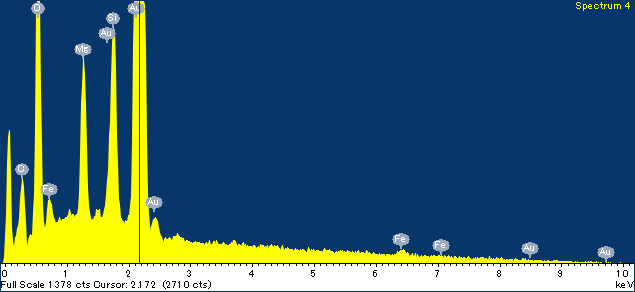 Spectrum 4
O Si Au
Au
Mg
C
Fe
Au
Fe Fe Au Au
0 1 2 3 4 5 6 7 8 9 10
Full Scale 1378 cts Cursor: 2.172 (2710 cts) keV